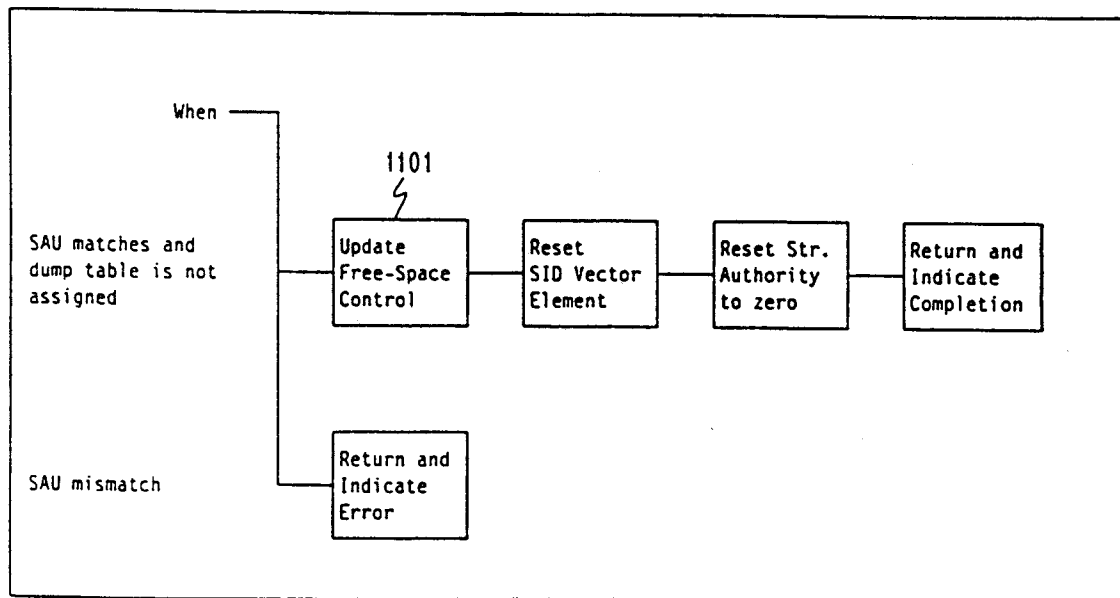 When
1101
SAU matches and
dump table is not
assigned
Update
Free-Space
Control
Reset
SID Vector
Element
Reset Str.
Authority
to zero
Return and
Indicate
Completion
SAU mismatch
Return and
Indicate
Error